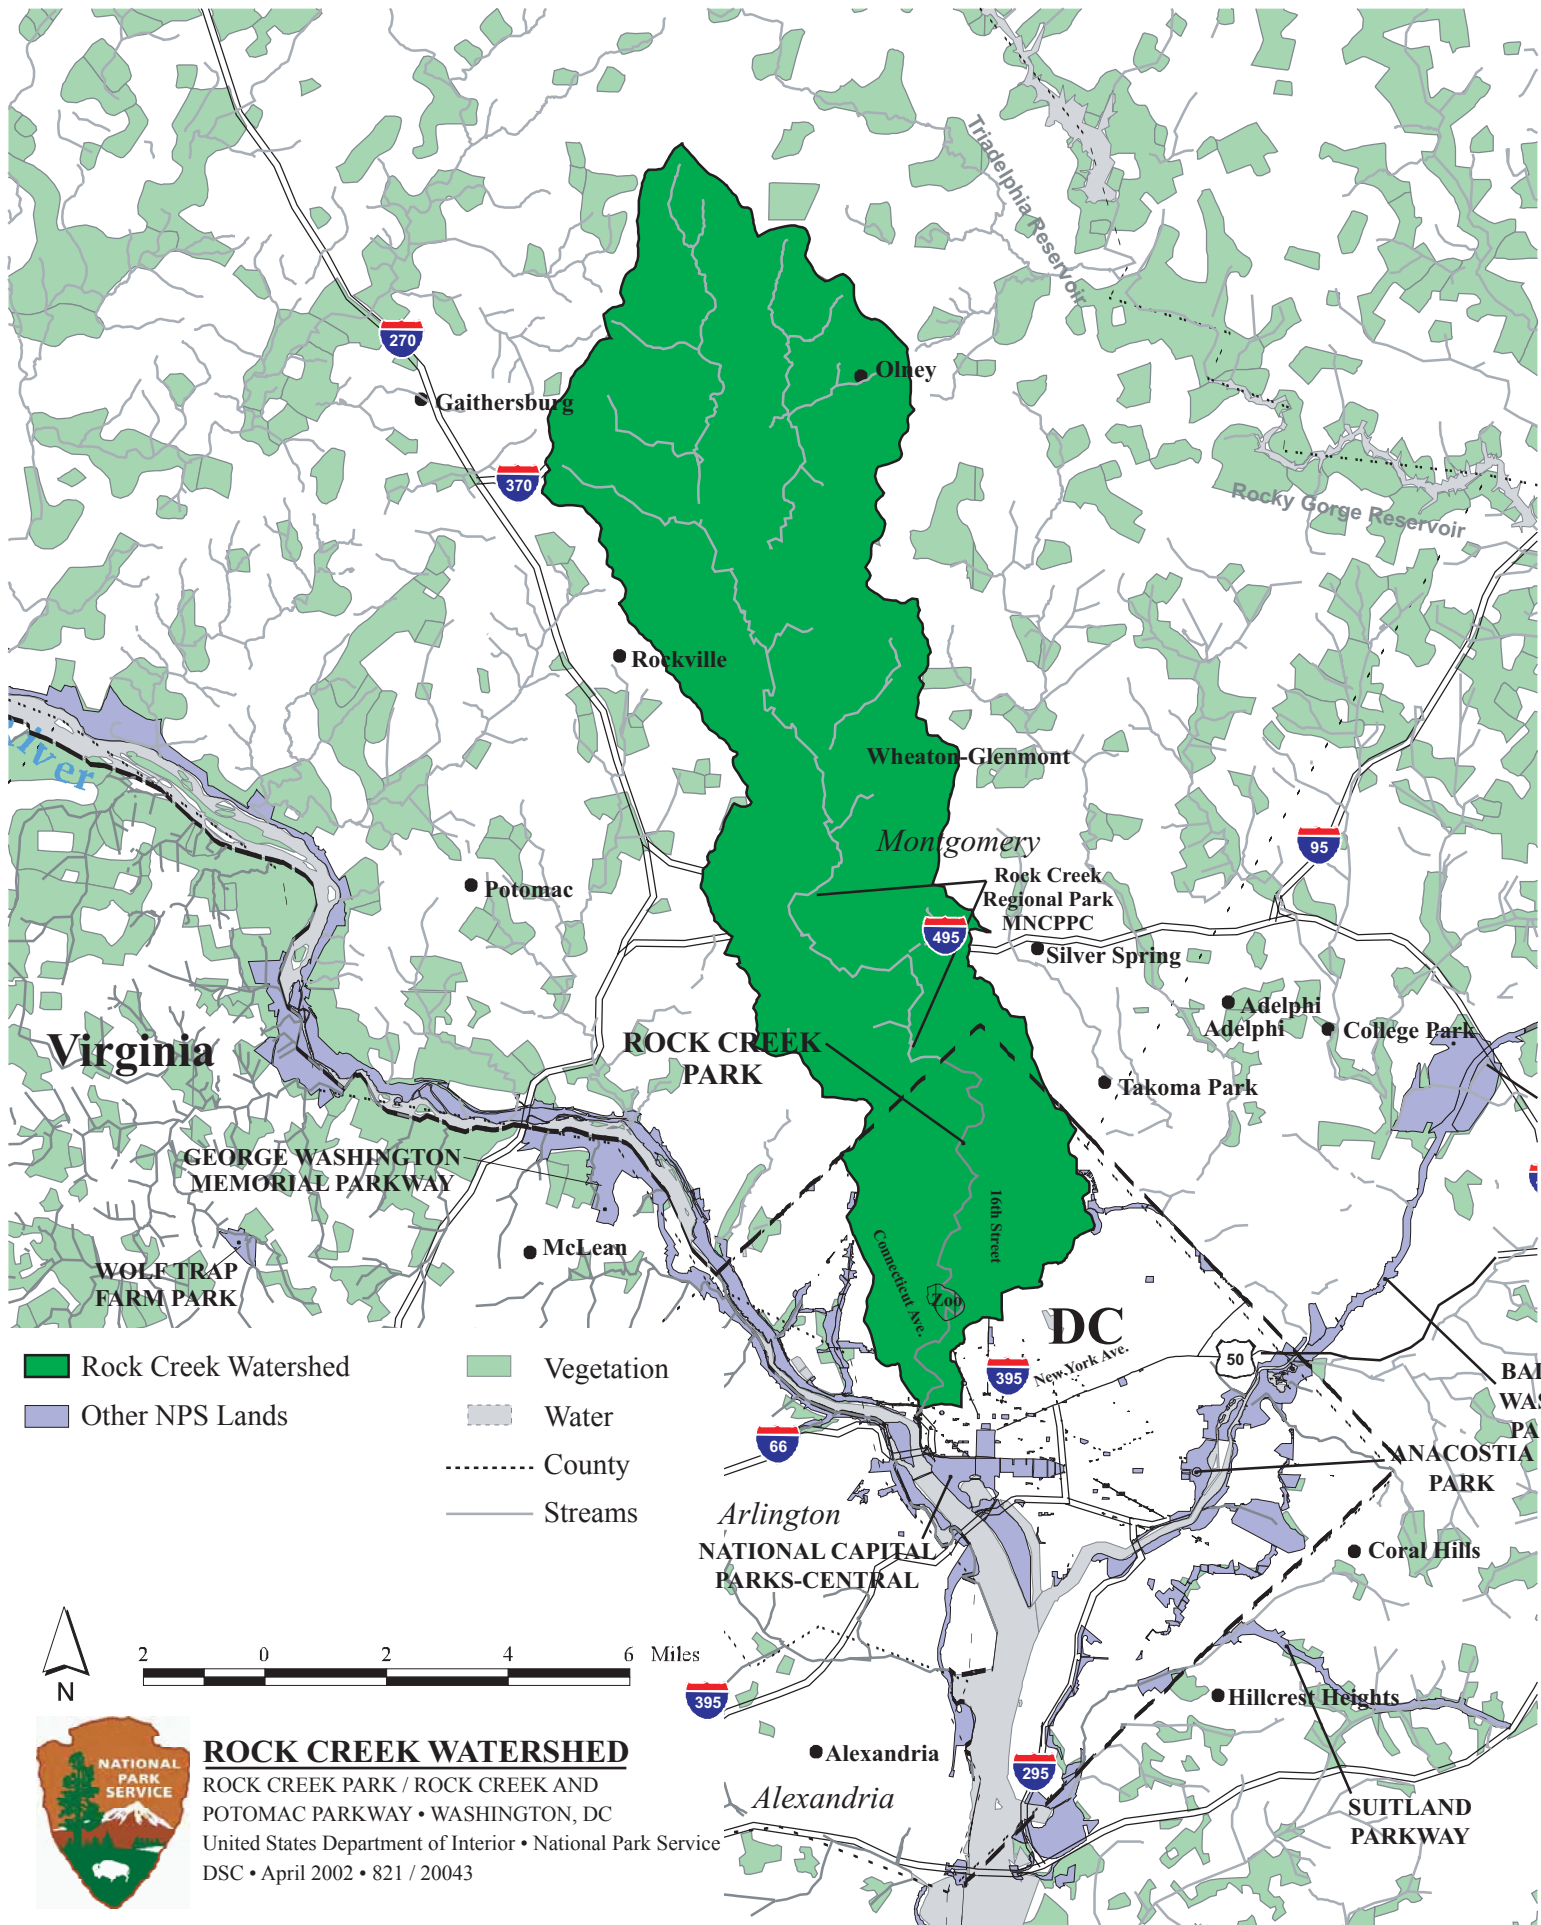 Triadelphia Reservoir
270
Olney
Gaithersburg
370
Rocky Gorge Reservoir
Rockville
River
Wheaton-Glenmont
Montgomery
95
Potomac
Rock Creek
Regional Park
MNCPPC
495
Silver Spring
Adelphi
Adelphi
College Park
Virginia
ROCK CREEK
PARK
Takoma Park
GEORGE WASHINGTON
MEMORIAL PARKWAY
16th Street
Connecticut Ave.
McLean
WOLF TRAP
FARM PARK
Zoo
DC
New York Ave.
50
395
Rock Creek Watershed
Other NPS Lands
Vegetation
Water
County
Streams
66
BAL
WAS
PA
ANACOSTIA
PARK
Arlington
NATIONAL CAPITAL
PARKS-CENTRAL
Coral Hills
2 0 2 4 6 Miles
N
395
Hillcrest Heights
Alexandria
295
Alexandria
SUITLAND
PARKWAY
NATIONAL
PARK
SERVICE
ROCK CREEK WATERSHED
ROCK CREEK PARK / ROCK CREEK AND
POTOMAC PARKWAY • WASHINGTON, DC
United States Department of Interior • National Park Service
DSC • April 2002 • 821 / 20043